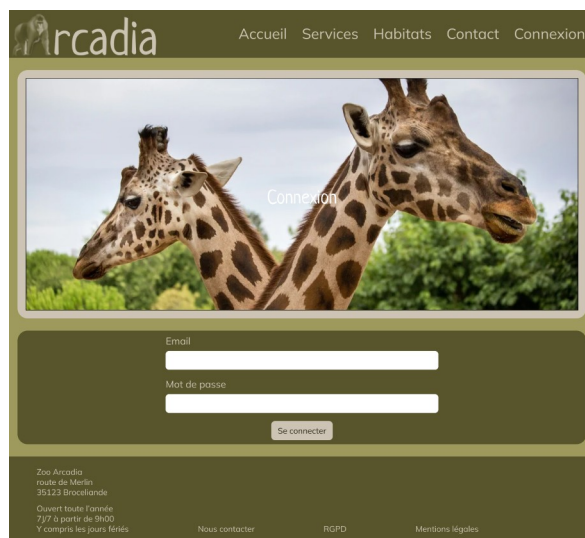 Arcadia
Accueil Services Habitats Contact Connexion
Connexion
Email
Mot de passe
Se connecter
Zoo Arcadia
route de Merlin
35123 Broceliande
Ouvert toute l'année
7J/7 à partir de 9h00
Y compris les jours fériés
Nous contacter RGPD Mentions légales